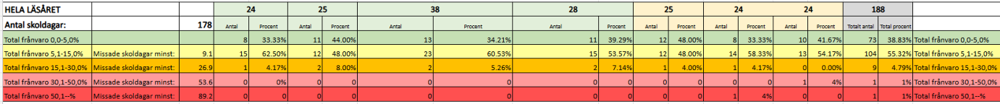 HELA LÄSÅRET 24 25 38 28 25 24 24 188
Antal skoldagar: 178 Antal Procent Antal Procent Antal Procent Antal Procent Antal Procent Antal Procent Antal Procent Totalt antal Total procent
Total frånvaro 0,0-5,0% 8 33.33% 11 44.00% 13 34.21% 11 39.29% 12 48.00% 8 33.33% 10 41.67% 73 38.83% Total frånvaro 0,0-5,0%
Total frånvaro 5,1-15,0% Missade skoldagar minst: 9.1 15 62.50% 12 48.00% 23 60.53% 15 53.57% 12 48.00% 14 58.33% 13 54.17% 104 55.32% Total frånvaro 5,1-15,0%
Total frånvaro 15,1-30,0% Missade skoldagar minst: 26.9 1 4.17% 2 8.00% 2 5.26% 2 7.14% 1 4.00% 1 4.17% 0 0.00% 9 4.79% Total frånvaro 15,1-30,0%
Total frånvaro 30,1-50,0% Missade skoldagar minst: 53.6 0 0% 0 0 0 0 0 0 0 0 0 0 1 4% 1 1% Total frånvaro 30,1-50,0%
Total frånvaro 50,1--% Missade skoldagar minst: 89.2 0 0 0 0 0 0 0 0 0 0 1 4% 0 0 1 1% Total frånvaro 50,1--%